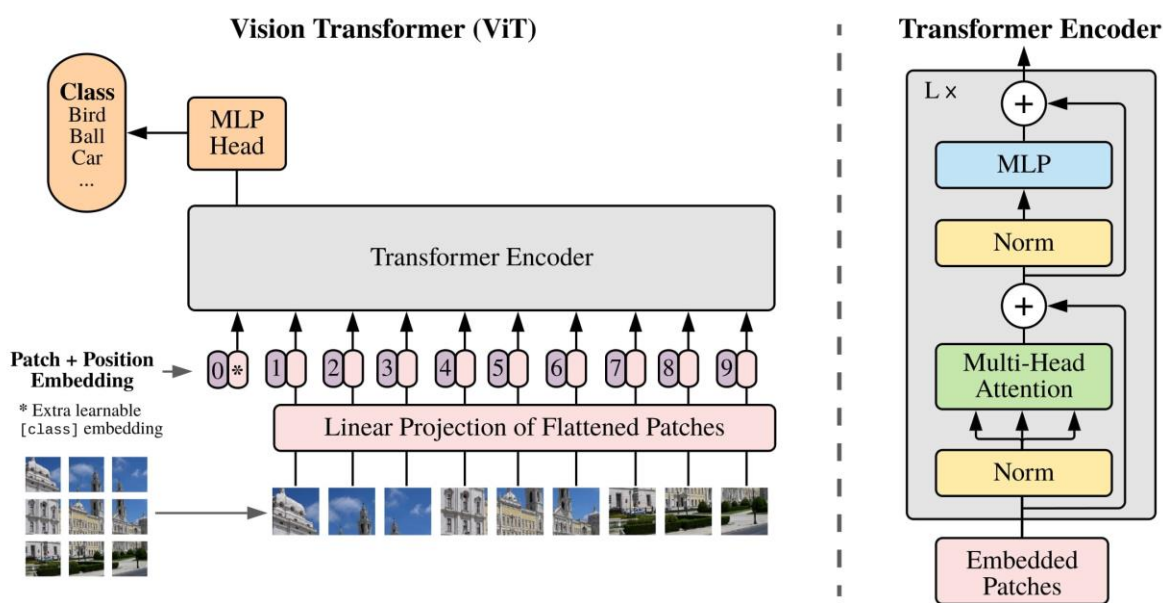 Vision Transformer (ViT)
Class
Bird
Ball
Car
...
MLP
Head
Transformer Encoder
Patch + Position
Embedding
0 * 1 2 3 4 5 6 7 8 9
* Extra learnable
[class] embedding
Linear Projection of Flattened Patches
Transformer Encoder
L ×
+
MLP
Norm
+
Multi-Head
Attention
Norm
Embedded
Patches